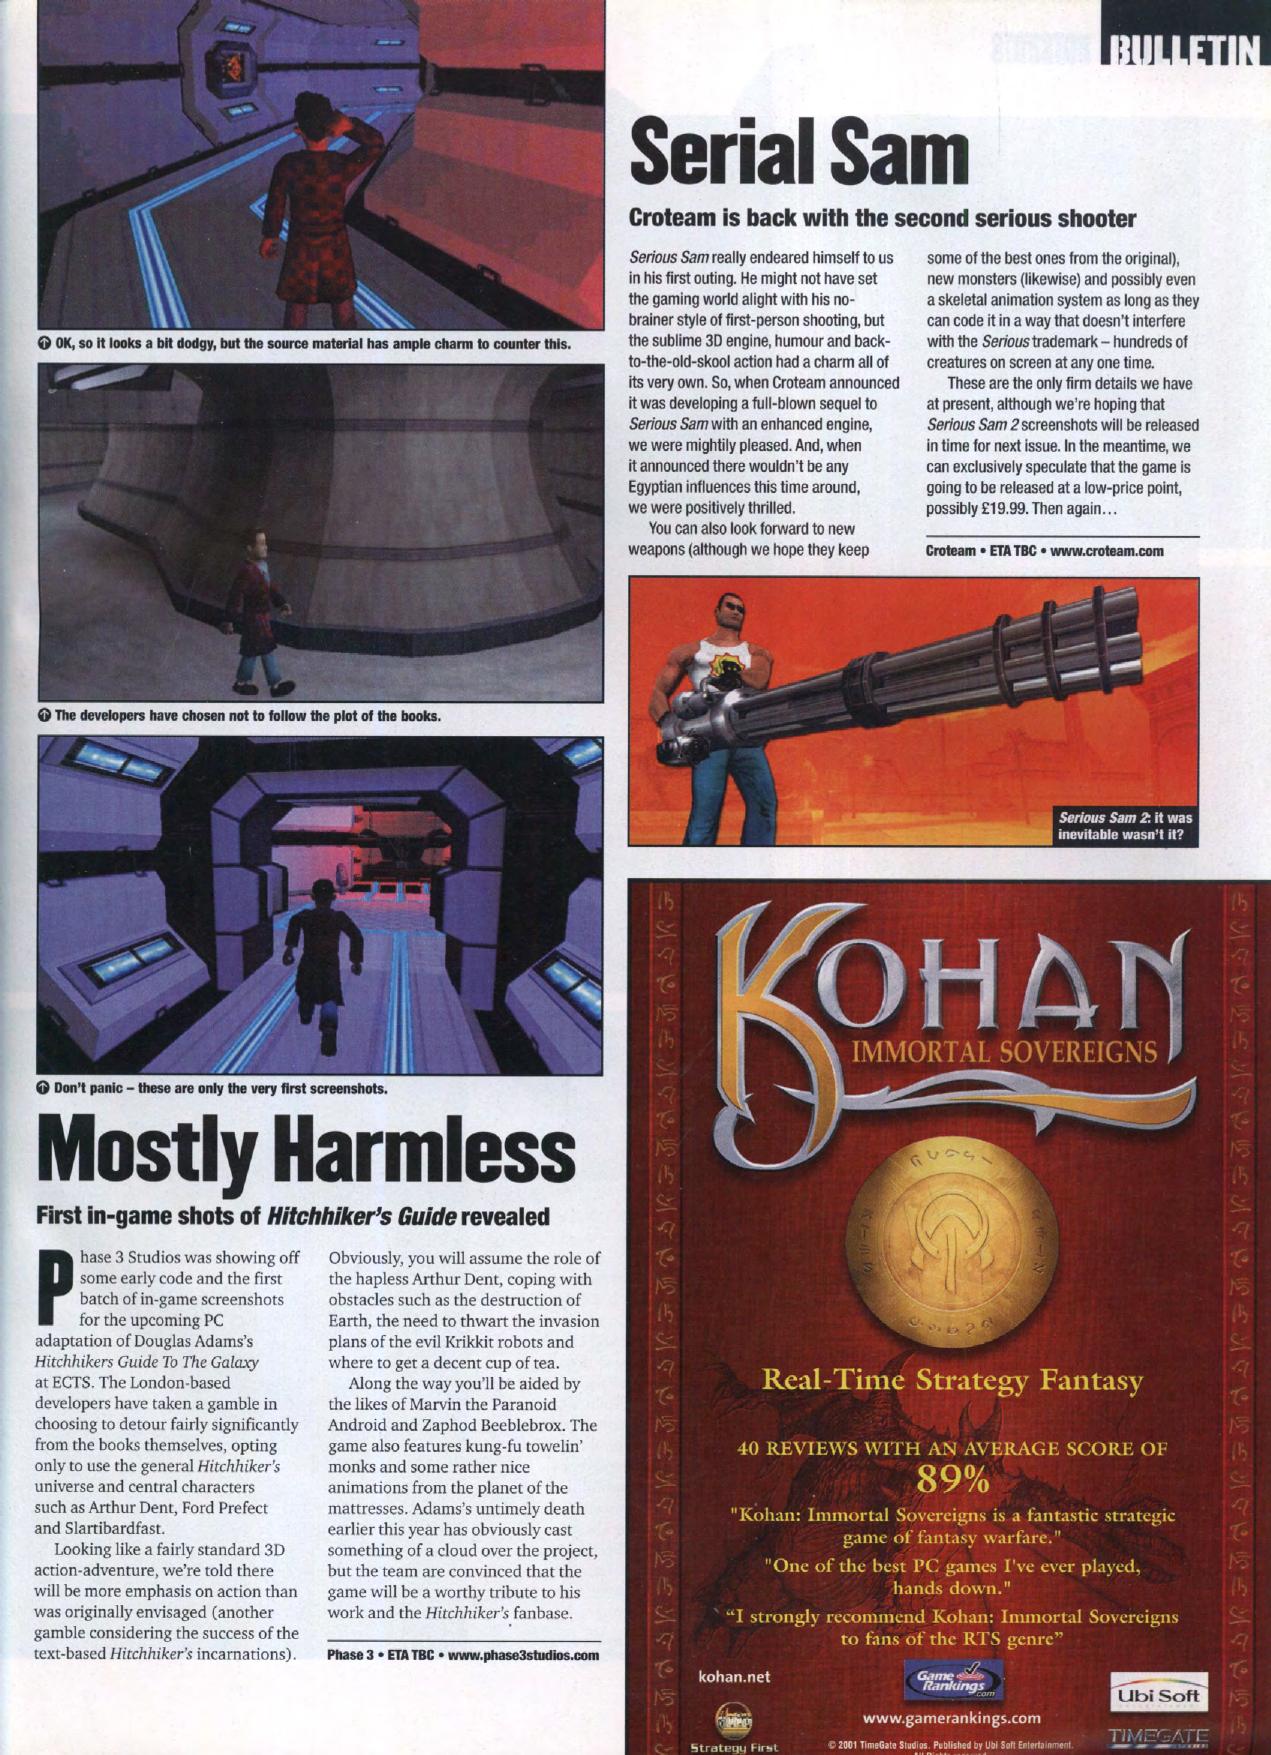 BULLETIN
OK, so it looks a bit dodgy, but the source material has ample charm to counter this.
The developers have chosen not to follow the plot of the books.
Don't panic – these are only the very first screenshots.
Mostly Harmless
First in-game shots of Hitchhiker's Guide revealed
Phase 3 Studios was showing off
some early code and the first
batch of in-game screenshots
for the upcoming PC
adaptation of Douglas Adams's
Hitchhikers Guide To The Galaxy
at ECTS. The London-based
developers have taken a gamble in
choosing to detour fairly significantly
from the books themselves, opting
only to use the general Hitchhiker's
universe and central characters
such as Arthur Dent, Ford Prefect
and Slartibardfast.
Looking like a fairly standard 3D
action-adventure, we're told there
will be more emphasis on action than
was originally envisaged (another
gamble considering the success of the
text-based Hitchhiker's incarnations).
Obviously, you will assume the role of
the hapless Arthur Dent, coping with
obstacles such as the destruction of
Earth, the need to thwart the invasion
plans of the evil Krikkit robots and
where to get a decent cup of tea.
Along the way you'll be aided by
the likes of Marvin the Paranoid
Android and Zaphod Beeblebrox. The
game also features kung-fu towelin'
monks and some rather nice
animations from the planet of the
mattresses. Adams's untimely death
earlier this year has obviously cast
something of a cloud over the project,
but the team are convinced that the
game will be a worthy tribute to his
work and the Hitchhiker's fanbase.
Phase 3 • ETA TBC • www.phase3studios.com
Serial Sam
Croteam is back with the second serious shooter
Serious Sam really endeared himself to us
in his first outing. He might not have set
the gaming world alight with his no-
brainer style of first-person shooting, but
the sublime 3D engine, humour and back-
to-the-old-skool action had a charm all of
its very own. So, when Croteam announced
it was developing a full-blown sequel to
Serious Sam with an enhanced engine,
we were mightily pleased. And, when
it announced there wouldn't be any
Egyptian influences this time around,
we were positively thrilled.
You can also look forward to new
weapons (although we hope they keep
some of the best ones from the original),
new monsters (likewise) and possibly even
a skeletal animation system as long as they
can code it in a way that doesn't interfere
with the Serious trademark – hundreds of
creatures on screen at any one time.
These are the only firm details we have
at present, although we're hoping that
Serious Sam 2 screenshots will be released
in time for next issue. In the meantime, we
can exclusively speculate that the game is
going to be released at a low-price point,
possibly £19.99. Then again...
Croteam • ETA TBC • www.croteam.com
Serious Sam 2: it was
inevitable wasn't it?
KOHAN
IMMORTAL SOVEREIGNS
Real-Time Strategy Fantasy
40 REVIEWS WITH AN AVERAGE SCORE OF
89%
"Kohan: Immortal Sovereigns is a fantastic strategic
game of fantasy warfare."
"One of the best PC games I've ever played,
hands down."
"I strongly recommend Kohan: Immortal Sovereigns
to fans of the RTS genre"
kohan.net
Game Rankings.com
Ubi Soft
www.gamerankings.com
Strategy First
© 2001 TimeGate Studios. Published by Ubi Soft Entertainment.
All Rights reserved
TIMEGATE